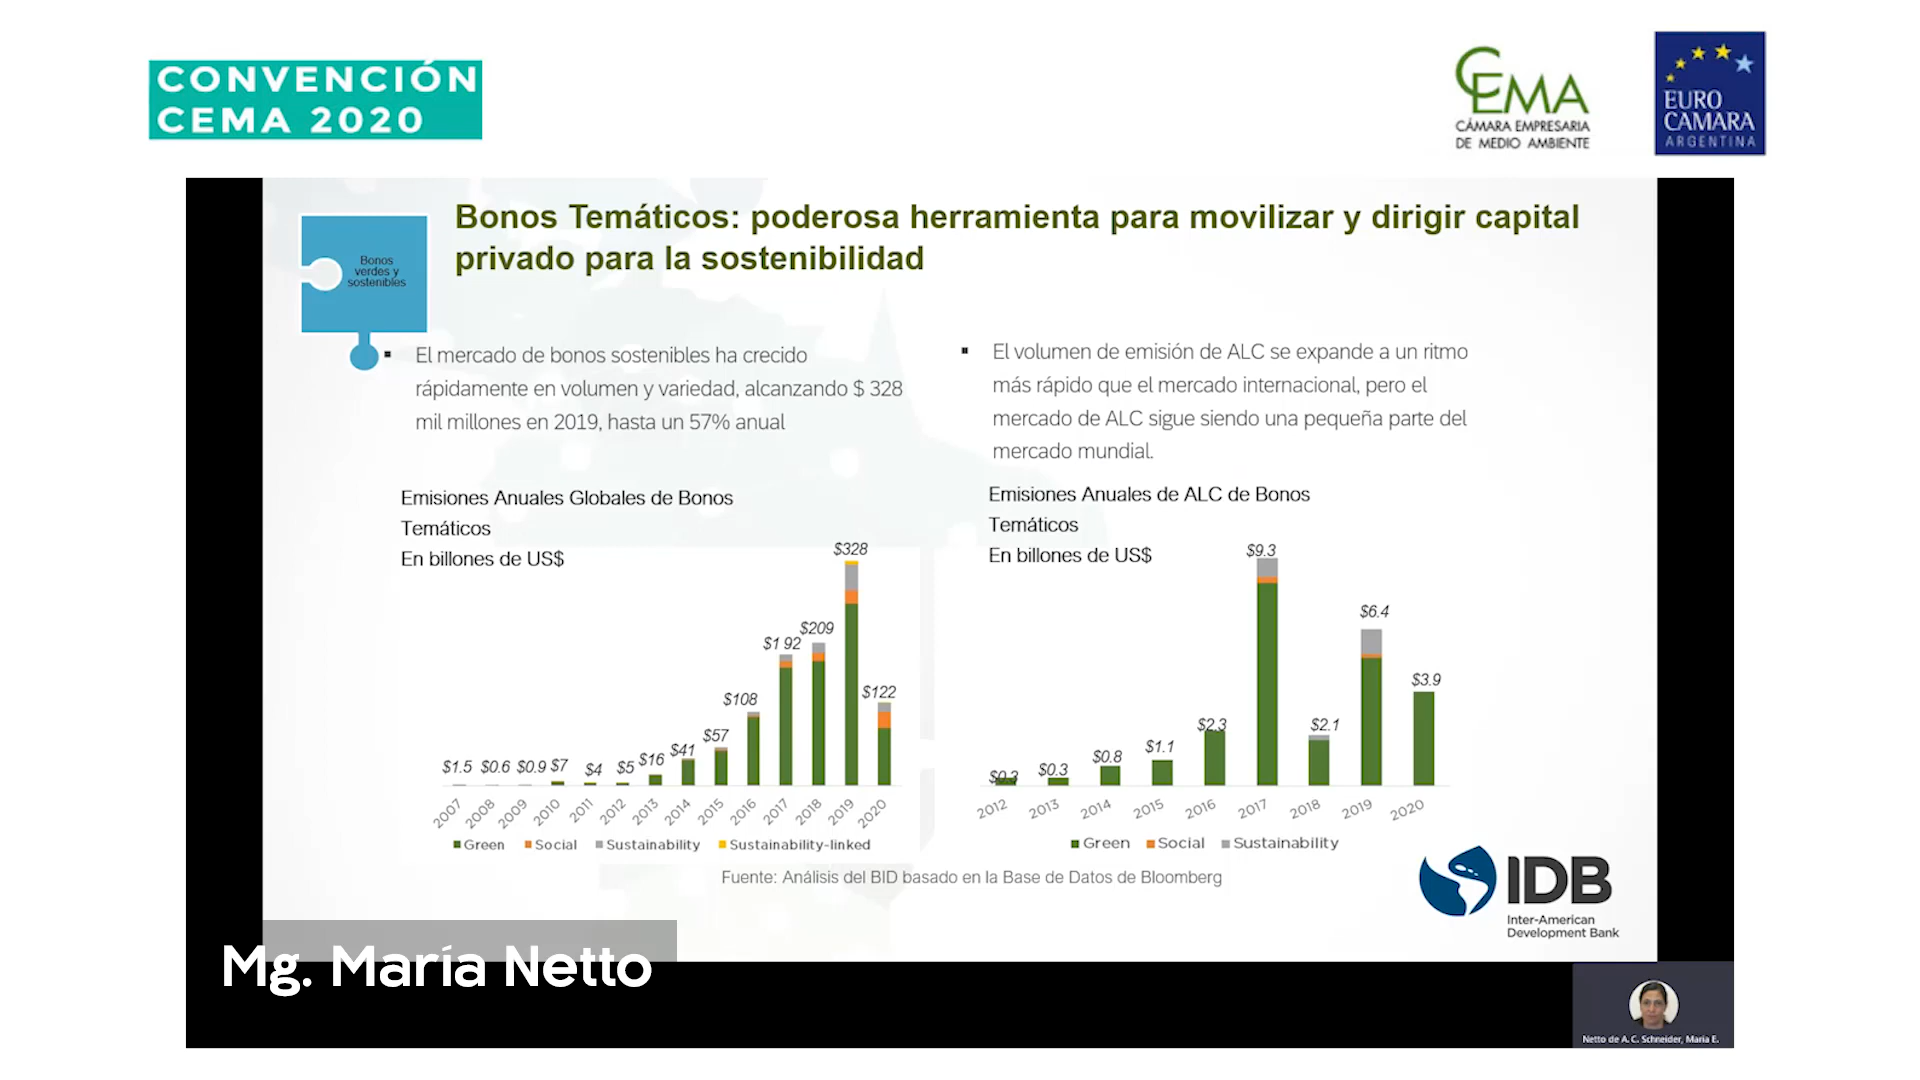 CONVENCIÓN
CEMA 2020
CEMA
CÁMARA EMPRESARIA
DE MEDIO AMBIENTE
EURO
CAMARA
ARGENTINA
Bonos Temáticos: poderosa herramienta para movilizar y dirigir capital
privado para la sostenibilidad
Bonos
verdes y
sostenibles
▪ El mercado de bonos sostenibles ha crecido
rápidamente en volumen y variedad, alcanzando $ 328
mil millones en 2019, hasta un 57% anual
▪ El volumen de emisión de ALC se expande a un ritmo
más rápido que el mercado internacional, pero el
mercado de ALC sigue siendo una pequeña parte del
mercado mundial.
Emisiones Anuales Globales de Bonos
Temáticos
En billones de US$
$1.5 $0.6 $0.9 $7 $4 $5 $16 $41 $57 $108 $1 92 $209 $328 $122
2007 2008 2009 2010 2011 2012 2013 2014 2015 2016 2017 2018 2019 2020
Green Social Sustainability Sustainability-linked
Emisiones Anuales de ALC de Bonos
Temáticos
En billones de US$
$0.3 $0.3 $0.8 $1.1 $2.3 $9.3 $2.1 $6.4 $3.9
2012 2013 2014 2015 2016 2017 2018 2019 2020
Green Social Sustainability
Fuente: Análisis del BID basado en la Base de Datos de Bloomberg
IDB
Inter-American
Development Bank
Mg. María Netto
Netto de A. C. Schneider, Maria E.